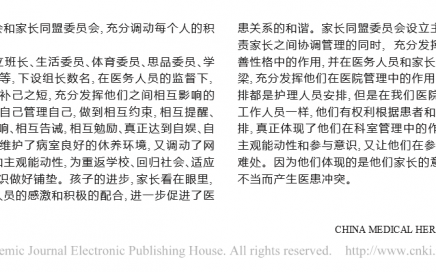 会和家长同盟委员会,充分调动每个人的积
立班长、生活委员、体育委员、思品委员、学
等,下设组长数名,在医务人员的监督下,
补己之短,充分发挥他们之间相互影响的
自己管理自己,做到相互约束,相互提醒、
响、相互告诫,相互勉励、真正达到自娱、自
维护了病室良好的休养环境,又调动了网
和主观能动性,为重返学校、回归社会、适应
识做好铺垫。孩子的进步,家长看在眼里,
人员的感激和积极的配合,进一步促进了医
患关系的和谐。家长同盟委员会设立主
责家长之间协调管理的同时,充分发挥
善性格中的作用,并在医务人员和家长
梁,充分发挥他们在医院管理中的作用
排都是护理人员安排,但是在我们医院
工作人员一样,他们有权利根据患者和
排,真正体现了他们在科室管理中的作
主观能动性和参与意识,又让他们在参
难处。因为他们体现的是他们家长的意
不当而产生医患冲突。
CHINA MEDICAL HER
emic Journal Electronic Publishing House. All rights reserved. http://www.cnki.